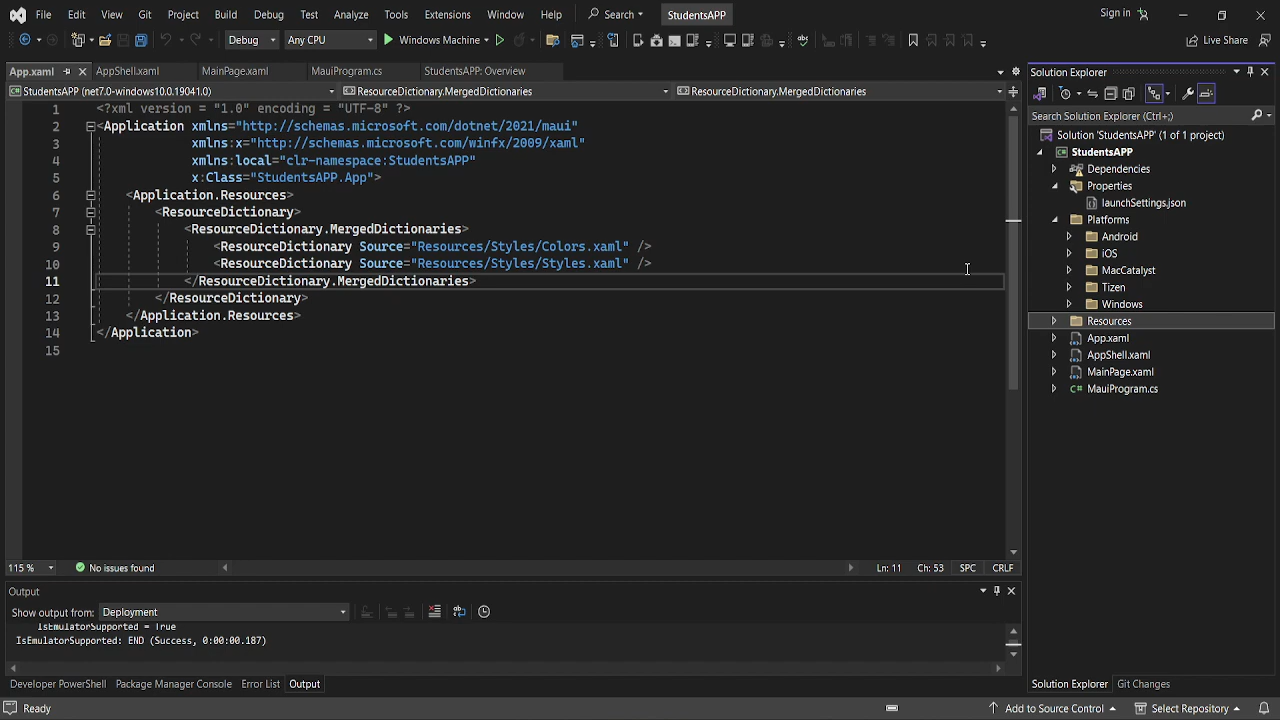 File Edit View Git Project Build Debug Test Analyze Tools Extensions Window Help Search StudentsAPP Sign in
Debug Any CPU Windows Machine Live Share
App.xaml AppShell.xaml MainPage.xaml MauiProgram.cs StudentsAPP: Overview
StudentsAPP (net7.0-windows10.0.19041.0) ResourceDictionary.MergedDictionaries ResourceDictionary.MergedDictionaries
1 <?xml version = "1.0" encoding = "UTF-8" ?>
2 <Application xmlns="http://schemas.microsoft.com/dotnet/2021/maui"
3 xmlns:x="http://schemas.microsoft.com/winfx/2009/xaml"
4 xmlns:local="clr-namespace:StudentsAPP"
5 x:Class="StudentsAPP.App">
6 <Application.Resources>
7 <ResourceDictionary>
8 <ResourceDictionary.MergedDictionaries>
9 <ResourceDictionary Source="Resources/Styles/Colors.xaml" />
10 <ResourceDictionary Source="Resources/Styles/Styles.xaml" />
11 </ResourceDictionary.MergedDictionaries>
12 </ResourceDictionary>
13 </Application.Resources>
14 </Application>
15
115 % No issues found Ln: 11 Ch: 53 SPC CRLF
Output
Show output from: Deployment
IsEmulatorSupported = True
IsEmulatorSupported: END (Success, 0:00:00.187)
Developer PowerShell Package Manager Console Error List Output
Solution Explorer
Search Solution Explorer (Ctrl+;)
Solution 'StudentsAPP' (1 of 1 project)
StudentsAPP
Dependencies
Properties
launchSettings.json
Platforms
Android
iOS
MacCatalyst
Tizen
Windows
Resources
App.xaml
AppShell.xaml
MainPage.xaml
C# MauiProgram.cs
Solution Explorer Git Changes
Ready Add to Source Control Select Repository